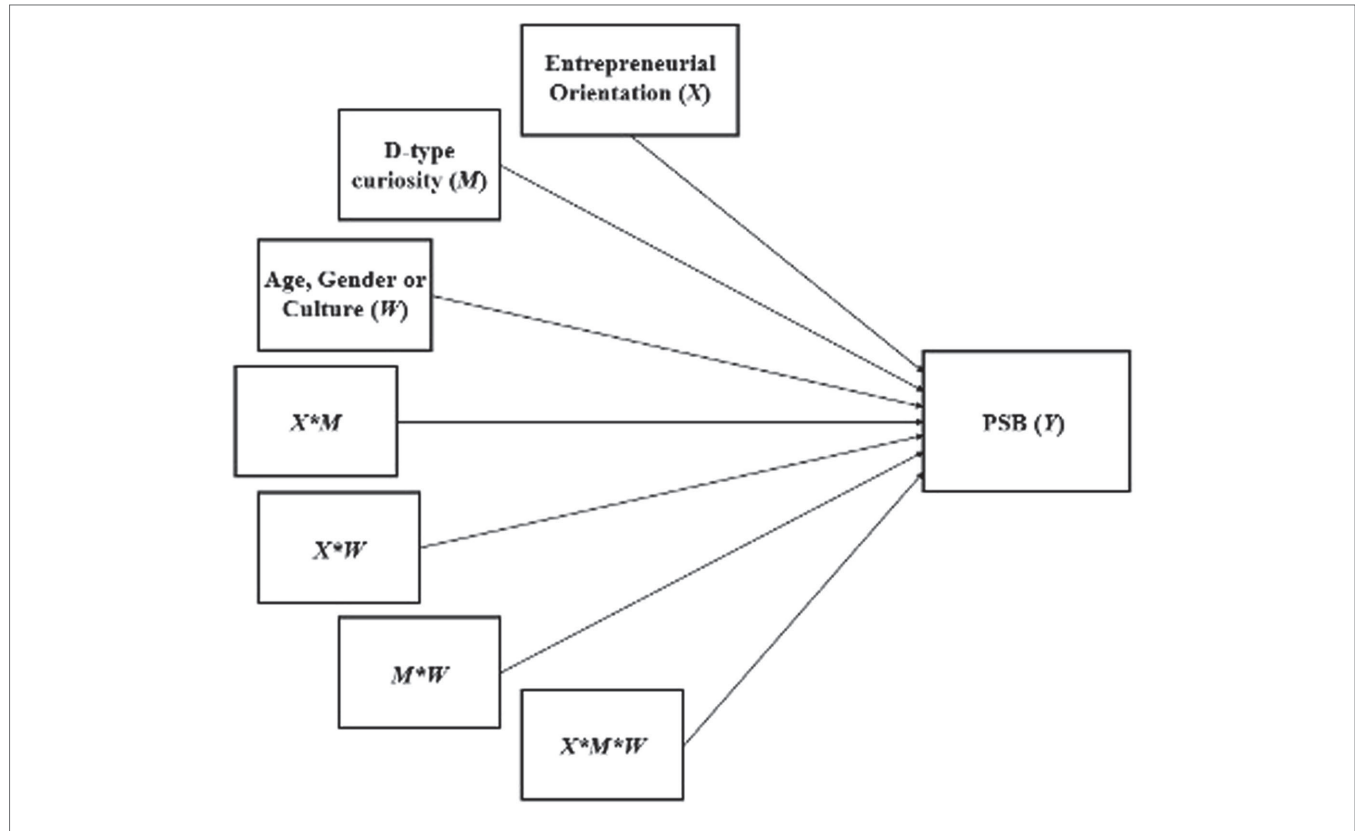 Entrepreneurial
Orientation (X)
D-type
curiosity (M)
Age, Gender or
Culture (W)
X*M
PSB (Y)
X*W
M*W
X*M*W